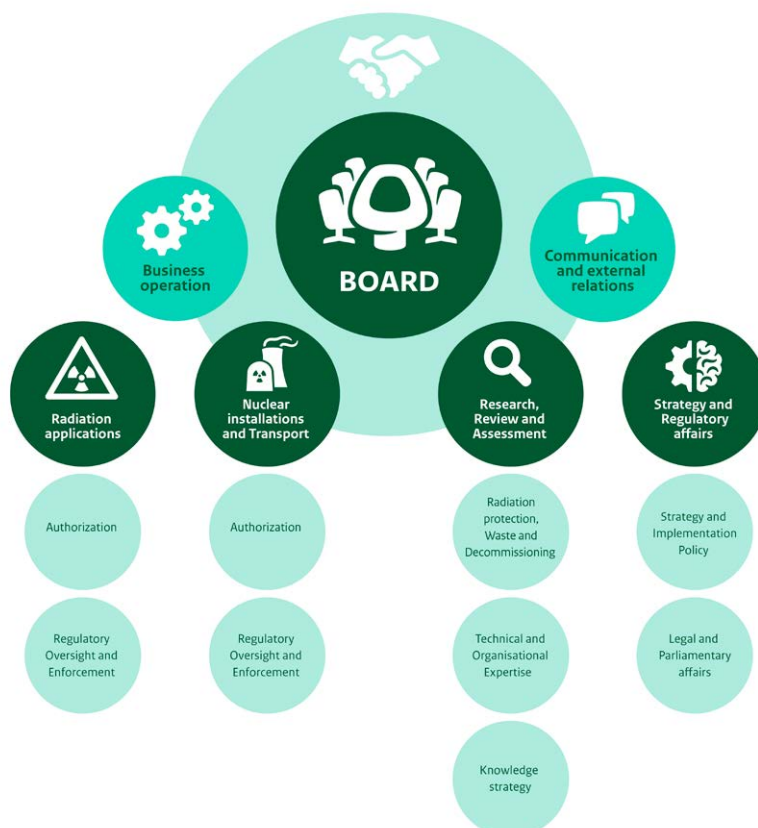 BOARD
Business
operation
Communication
and external
relations
Radiation
applications
Nuclear
installations
and Transport
Research,
Review and
Assessment
Strategy and
Regulatory
affairs
Authorization
Authorization
Radiation
protection,
Waste and
Decommissioning
Strategy and
Implementation
Policy
Regulatory
Oversight and
Enforcement
Regulatory
Oversight and
Enforcement
Technical and
Organisational
Expertise
Legal and
Parliamentary
affairs
Knowledge
strategy